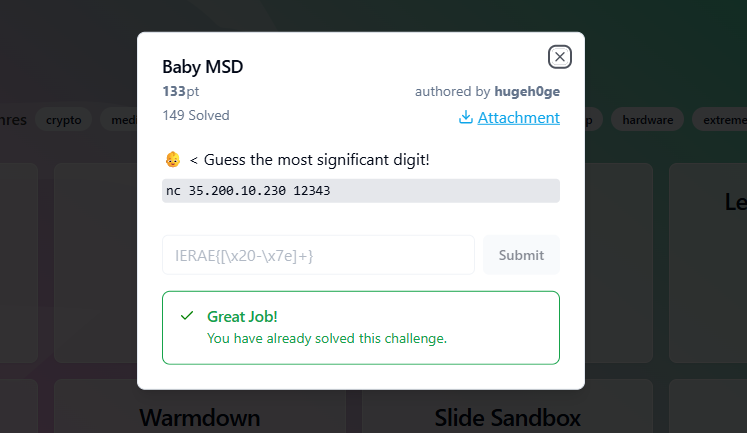 Baby MSD
133pt
authored by hugeh0ge
149 Solved
Attachment
nres
crypto
med
p
hardware
extreme
< Guess the most significant digit!
nc 35.200.10.230 12343
Le
IERAE{[\x20-\x7e]+}
Submit
Great Job!
You have already solved this challenge.
Warmdown
Slide Sandbox